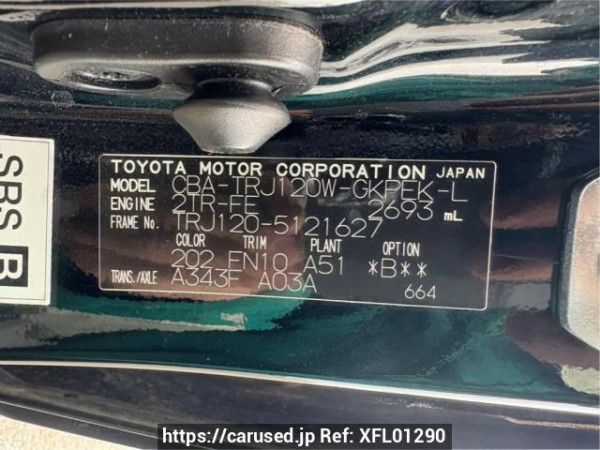 SRS B
TOYOTA MOTOR CORPORATION JAPAN
MODEL CBA-TRJ120W-GKPEK-L
ENGINE 2TR-FE 2693 mL
FRAME No. TRJ120-5121627
COLOR TRIM PLANT OPTION
202 FN10 A51 *B**
TRANS./AXLE A343F A03A
664
https://carused.jp Ref: XFL01290